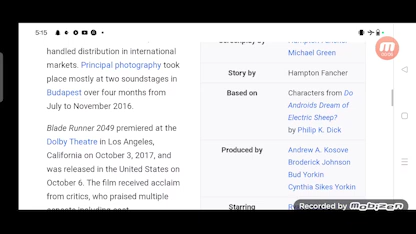 5:15
handled distribution in international
markets. Principal photography took
place mostly at two soundstages in
Budapest over four months from
July to November 2016.
Blade Runner 2049 premiered at the
Dolby Theatre in Los Angeles,
California on October 3, 2017, and
was released in the United States on
October 6. The film received acclaim
from critics, who praised multiple
Hampton Fancher
Michael Green
Story by
Hampton Fancher
Based on
Characters from Do
Androids Dream of
Electric Sheep?
by Philip K. Dick
Produced by
Andrew A. Kosove
Broderick Johnson
Bud Yorkin
Cynthia Sikes Yorkin
Starring
Recorded by Mobizen